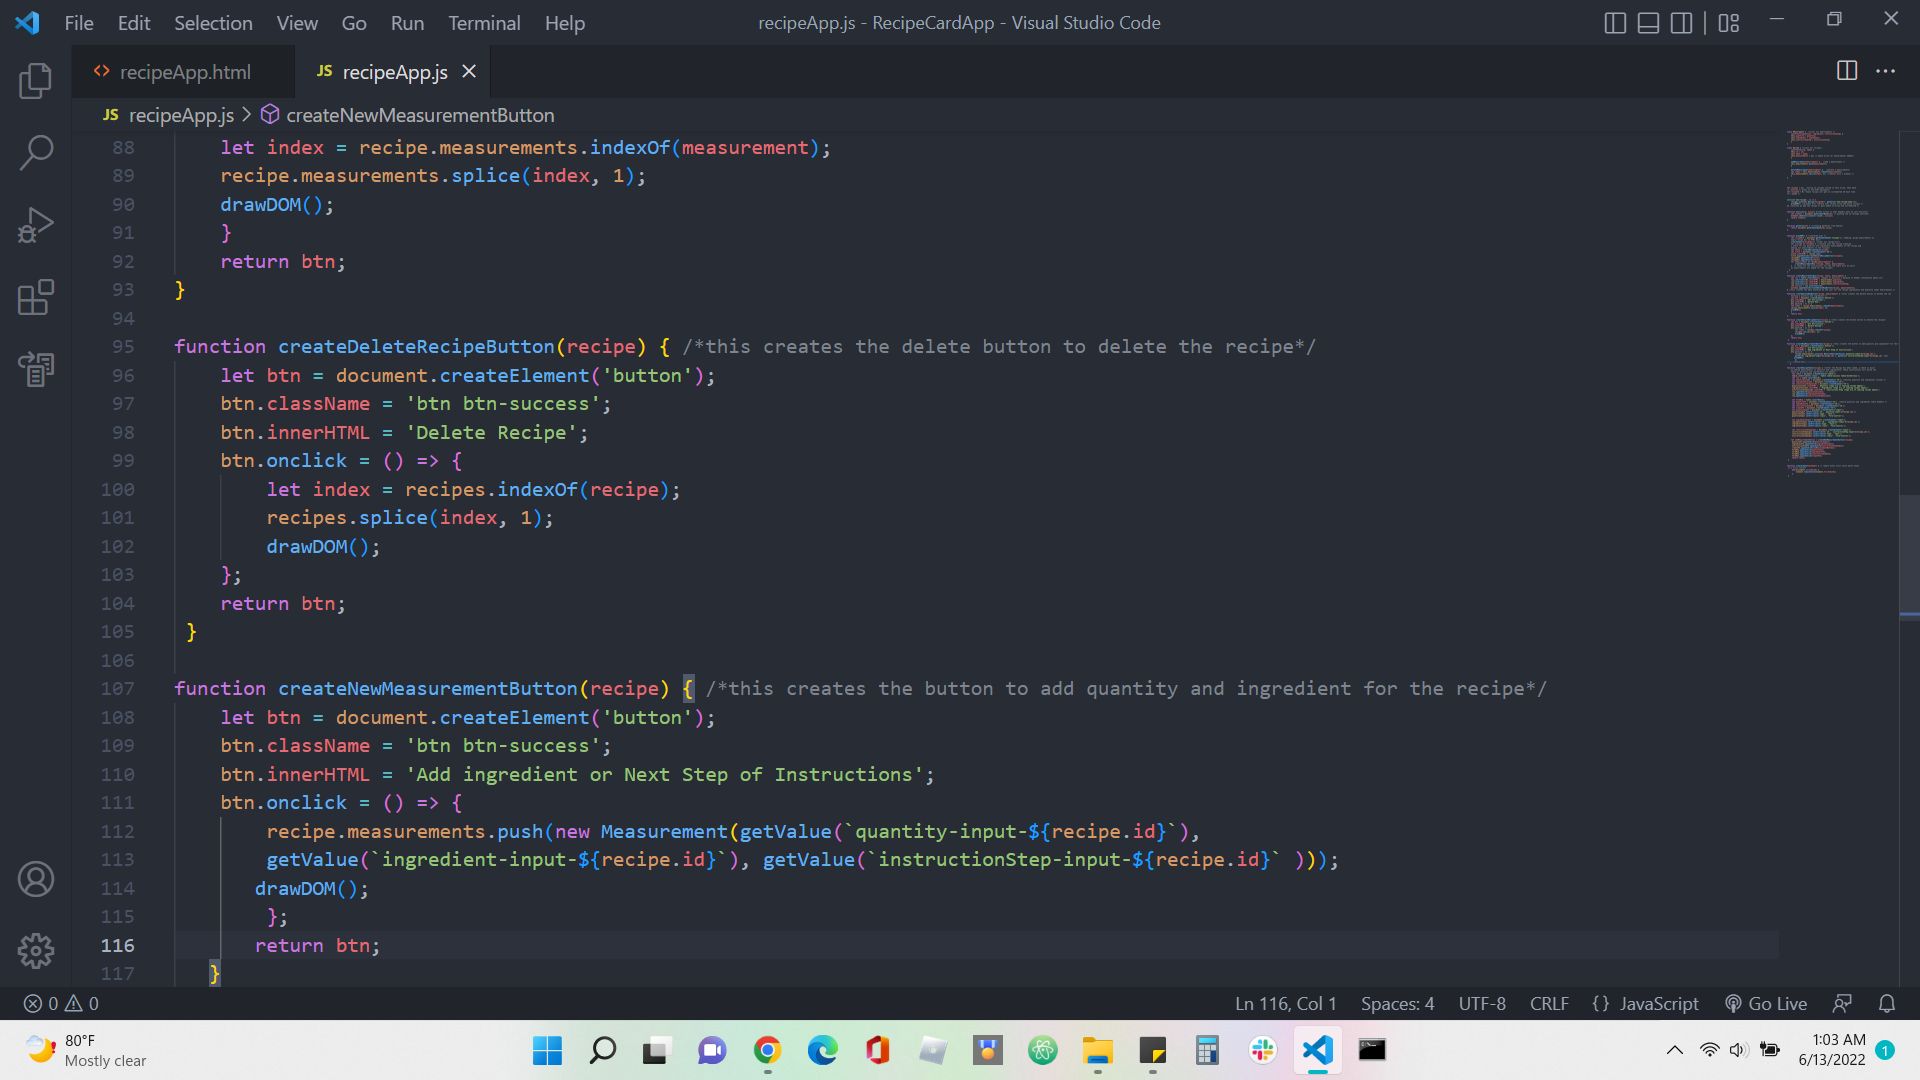 File Edit Selection View Go Run Terminal Help recipeApp.js - RecipeCardApp - Visual Studio Code
<> recipeApp.html JS recipeApp.js
JS recipeApp.js > createNewMeasurementButton
88 let index = recipe.measurements.indexOf(measurement);
89 recipe.measurements.splice(index, 1);
90 drawDOM();
91 }
92 return btn;
93 }
94
95 function createDeleteRecipeButton(recipe) { /*this creates the delete button to delete the recipe*/
96 let btn = document.createElement('button');
97 btn.className = 'btn btn-success';
98 btn.innerHTML = 'Delete Recipe';
99 btn.onclick = () => {
100 let index = recipes.indexOf(recipe);
101 recipes.splice(index, 1);
102 drawDOM();
103 };
104 return btn;
105 }
106
107 function createNewMeasurementButton(recipe) { /*this creates the button to add quantity and ingredient for the recipe*/
108 let btn = document.createElement('button');
109 btn.className = 'btn btn-success';
110 btn.innerHTML = 'Add ingredient or Next Step of Instructions';
111 btn.onclick = () => {
112 recipe.measurements.push(new Measurement(getValue(`quantity-input-${recipe.id}`),
113 getValue(`ingredient-input-${recipe.id}`), getValue(`instructionStep-input-${recipe.id}` )));
114 drawDOM();
115 };
116 return btn;
117 }
0 0 Ln 116, Col 1 Spaces: 4 UTF-8 CRLF {} JavaScript Go Live
80°F
Mostly clear
1:03 AM
6/13/2022
1